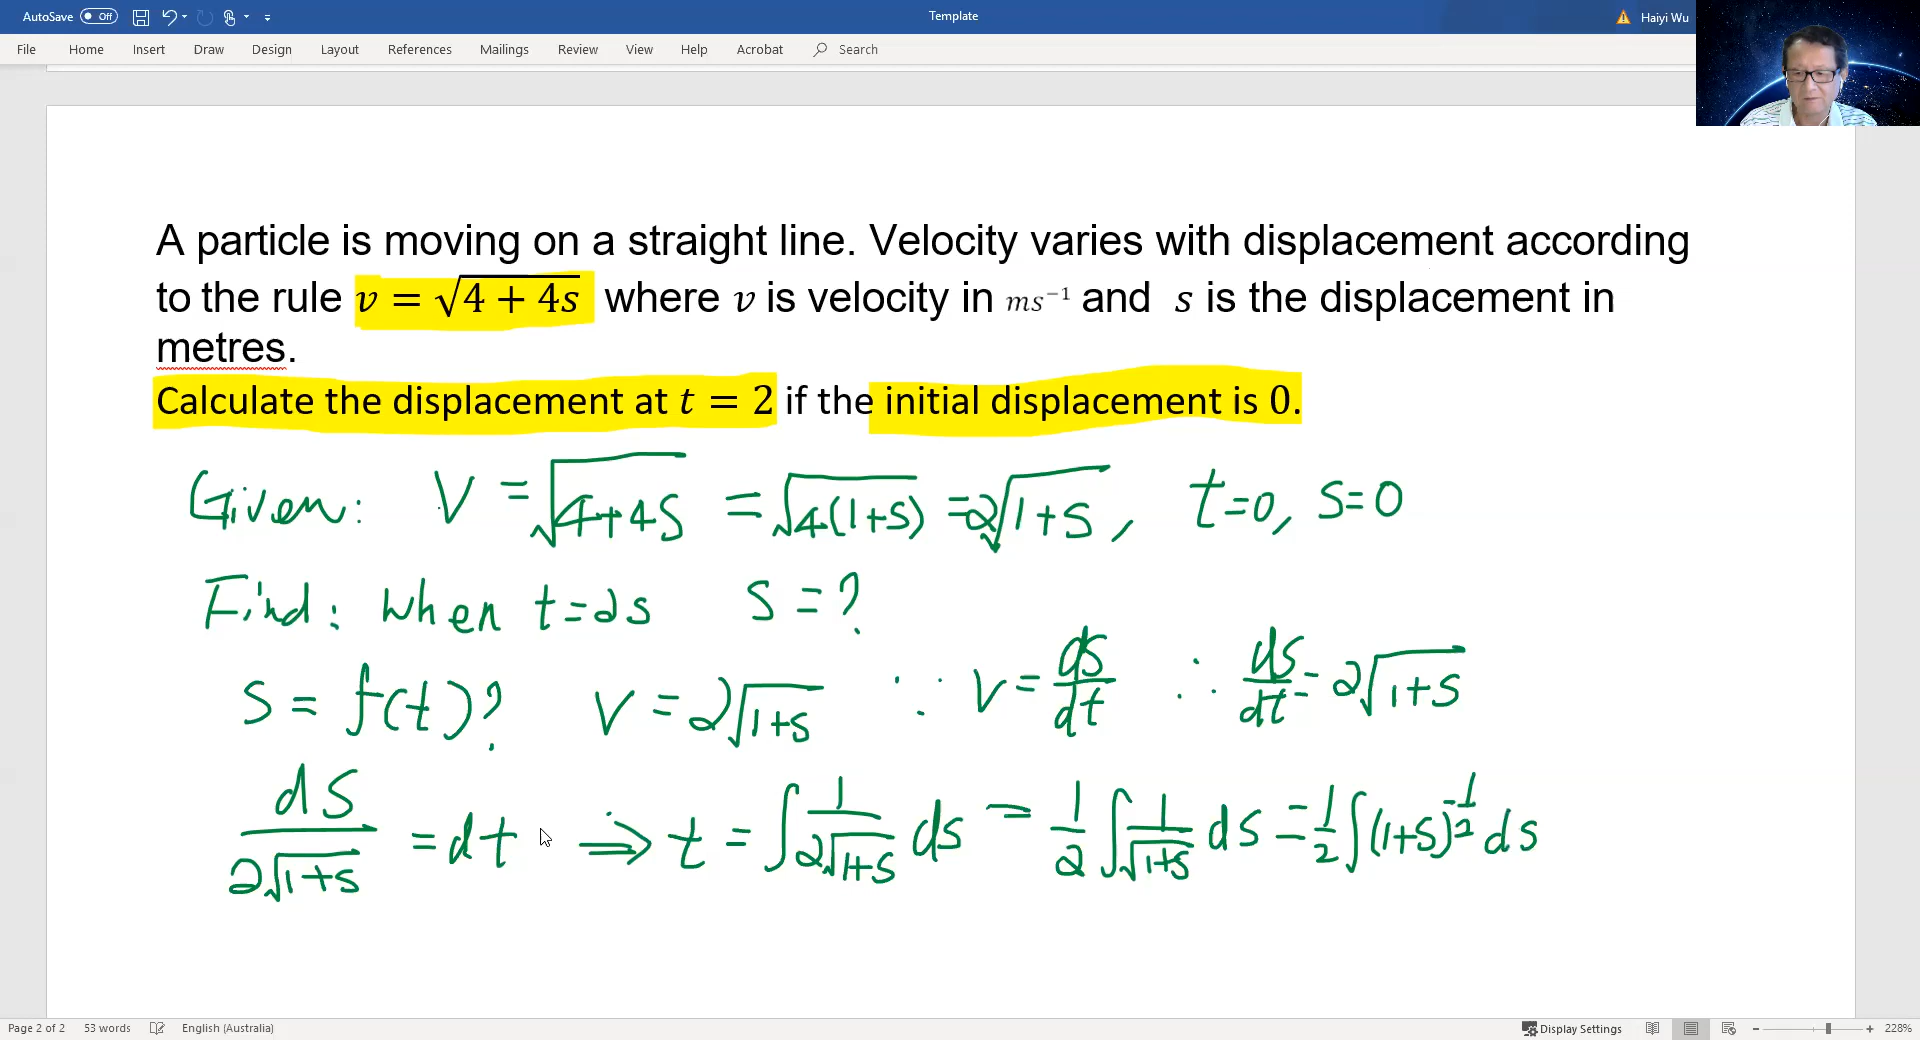 AutoSave Off Template Haiyi Wu
File Home Insert Draw Design Layout References Mailings Review View Help Acrobat Search
A particle is moving on a straight line. Velocity varies with displacement according
to the rule v = √(4 + 4s) where v is velocity in ms⁻¹ and s is the displacement in
metres.
Calculate the displacement at t = 2 if the initial displacement is 0.
Given: V = √(4+4S) = √(4(1+S)) = 2√(1+S), t=0, S=0
Find: When t=2s S=?
S = f(t)? V = 2√(1+S) ∵ V = ds/dt ∴ ds/dt = 2√(1+S)
dS/(2√(1+S)) = dt ⇒ t = ∫ 1/(2√(1+S)) ds = 1/2 ∫ 1/√(1+S) ds = 1/2 ∫ (1+S)^(-1/2) ds
Page 2 of 2 53 words English (Australia) Display Settings − + 228%